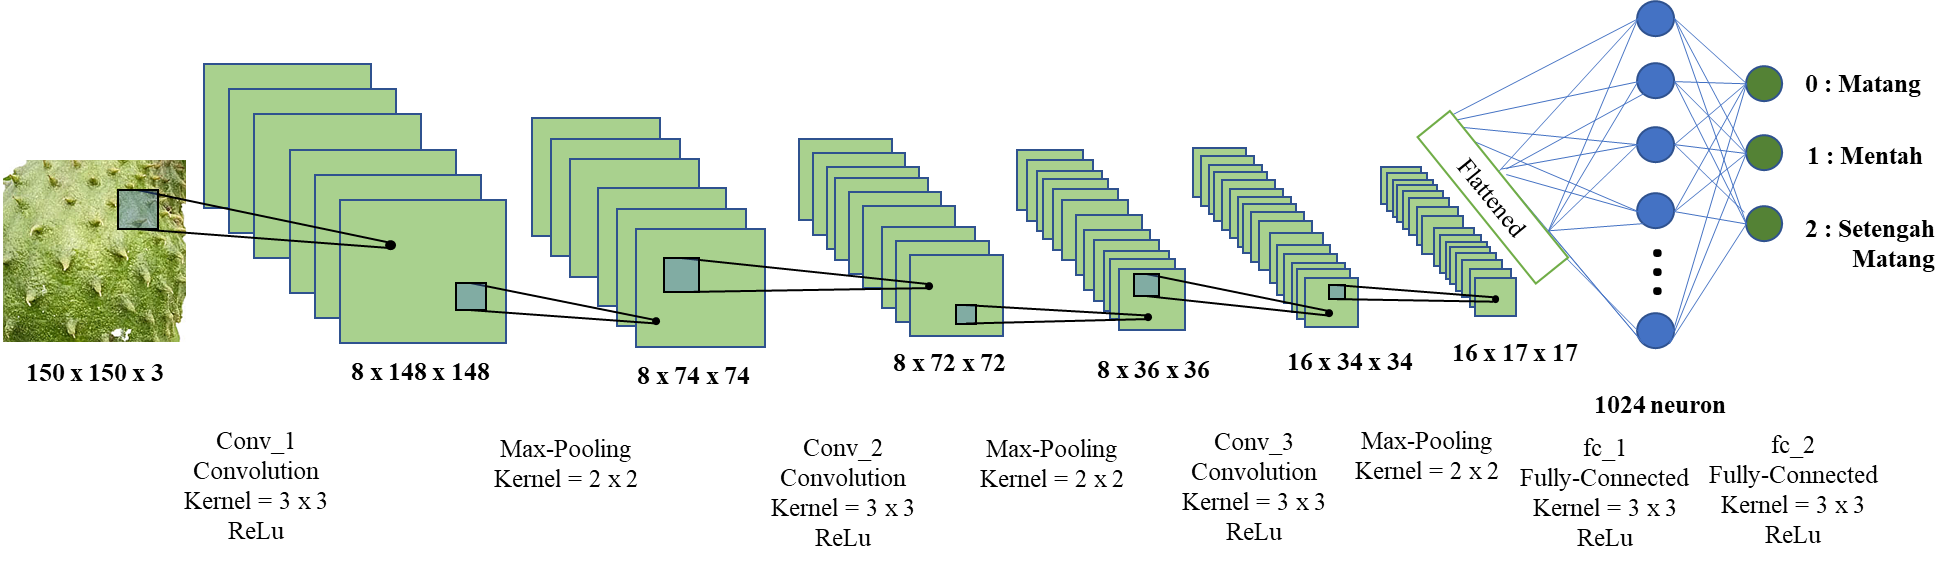 Flattened
0 : Matang
1 : Mentah
2 : Setengah
Matang
150 x 150 x 3
8 x 148 x 148
8 x 74 x 74
8 x 72 x 72
8 x 36 x 36
16 x 34 x 34
16 x 17 x 17
1024 neuron
Conv_1
Convolution
Kernel = 3 x 3
ReLu
Max-Pooling
Kernel = 2 x 2
Conv_2
Convolution
Kernel = 3 x 3
ReLu
Max-Pooling
Kernel = 2 x 2
Conv_3
Convolution
Kernel = 3 x 3
ReLu
Max-Pooling
Kernel = 2 x 2
fc_1
Fully-Connected
Kernel = 3 x 3
ReLu
fc_2
Fully-Connected
Kernel = 3 x 3
ReLu